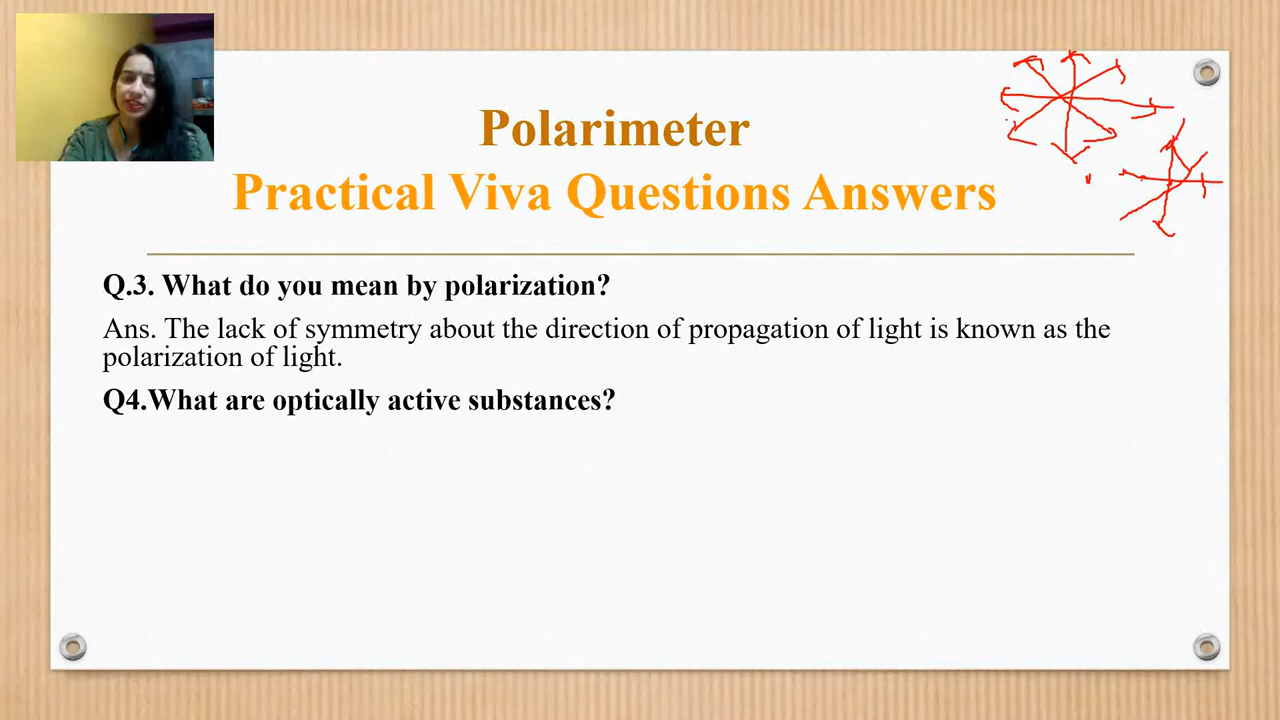 Polarimeter
Practical Viva Questions Answers
Q.3. What do you mean by polarization?
Ans. The lack of symmetry about the direction of propagation of light is known as the
polarization of light.
Q4.What are optically active substances?